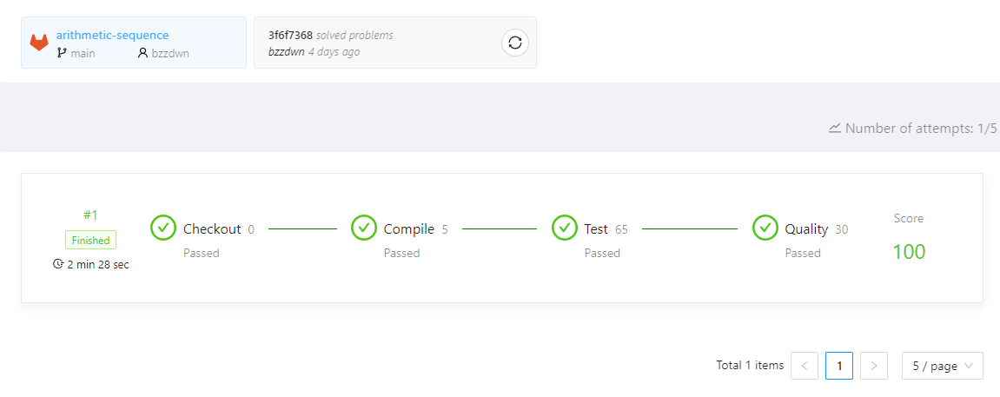 arithmetic-sequence
main bzzdwn
3f6f7368 solved problems
bzzdwn 4 days ago
Number of attempts: 1/5
#1
Finished
2 min 28 sec
Checkout 0
Passed
Compile 5
Passed
Test 65
Passed
Quality 30
Passed
Score
100
Total 1 items < 1 > 5 / page